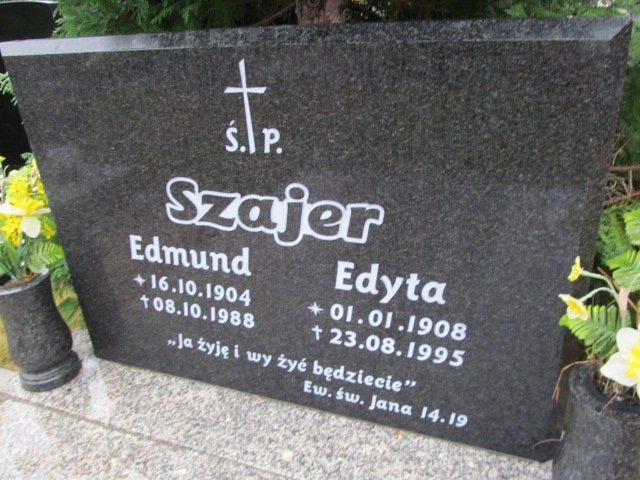 Ś.P.
Szajer
Edmund
* 16.10.1904
† 08.10.1988
Edyta
* 01.01.1908
† 23.08.1995
„Ja żyję i wy żyć będziecie”
Ew. św. Jana 14.19